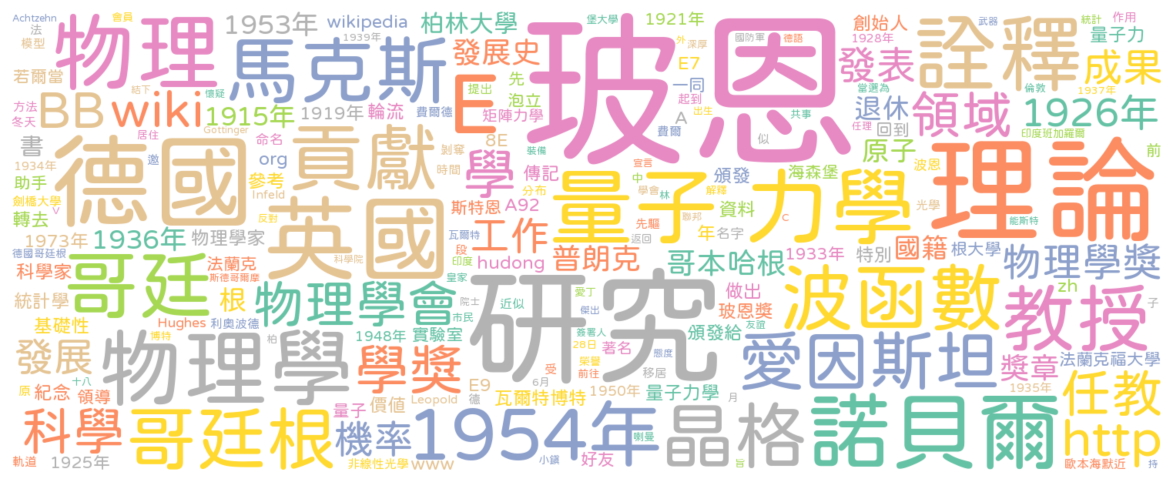 玻恩
研究
理論
物理
德國
英國
量子力學
馬克斯
貢獻
詮釋
物理學
1954年
諾貝爾
教授
波函數
愛因斯坦
晶格
哥廷
哥廷根
BB
wiki
E
學
領域
工作
科學
學獎
機率
發展
物理學會
任教
http
物理學獎
1926年
成果
發表
1953年
wikipedia
柏林大學
發展史
1921年
創始人
1928年
量子力
統計
作用
武器
會員
Achtzehn
法
模型
1939年
若爾當
1915年
1919年
輪流
提出
先
泡立
矩陣力學
費爾德
E7
外
深厚
國防軍
德語
一同
起到
出生
A
共事
當選為
倫敦
1937年
退休
回到
任理
印度班加羅爾
方法
冬天
結下
懷疑
Gottinger
居住
命名
剝奪
8E
裝備
費爾
似
原子
波恩
前
書
1934年
邀
org
時間
宣言
中
學會
解釋
頒發
海森堡
光學
助手
創橋大學
V
參考
Infeld
反對
傳記
分布
林
聯邦
資料
C
能斯特
轉去
1973年
1936年
物理學家
瓦爾特
斯特恩
A92
先驅
返回
年
名字
德國哥廷根
科學家
法蘭克
斯德哥爾摩
科學院
段
印度
hudong
普朗克
哥本哈根
1933年
特別
國籍
根大學
統計學
根
皇家
院士
市民
近似
愛丁
傑出
做出
玻恩獎
zh
子
基礎性
Hughes
利奧波德
博特
1948年
實驗室
簽署人
28日
榮曼
前往
態度
頒發給
著名
友誼
移居
獎章
法蘭克福大學
1935年
原
紀念
十八
領導
柏
E9
德
受
6月
瓦爾特博特
1950年
量子力學
月
量子
價值
Leopold
軌道
1925年
非線性光學
www
小鎮
好友
喇曼
旨
歐本海默近
持